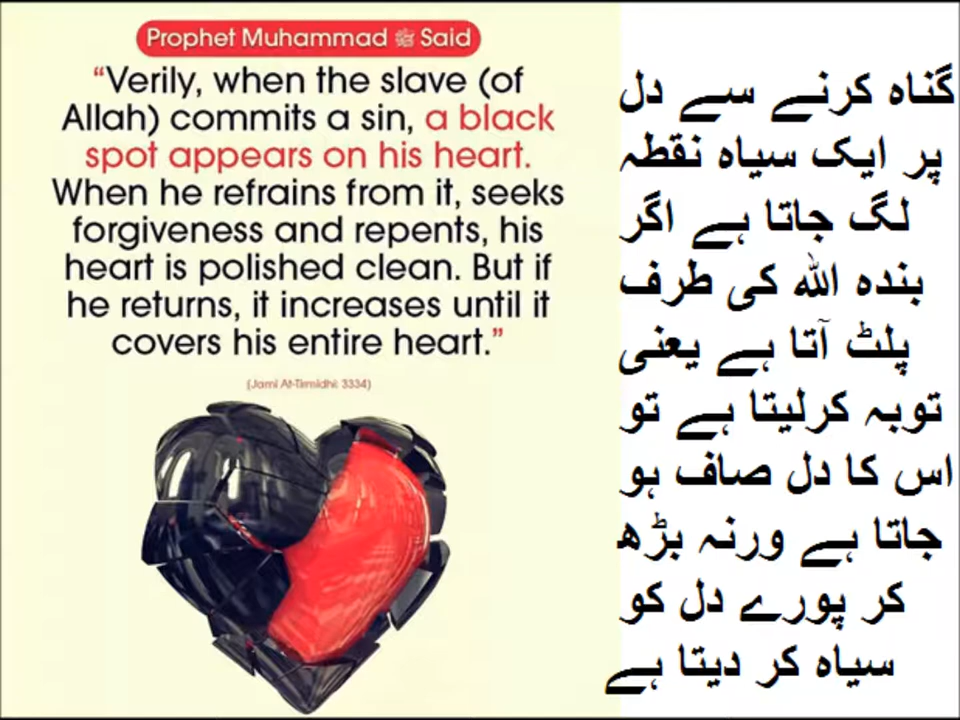 Prophet Muhammad ﷺ Said
“Verily, when the slave (of
Allah) commits a sin, a black
spot appears on his heart.
When he refrains from it, seeks
forgiveness and repents, his
heart is polished clean. But if
he returns, it increases until it
covers his entire heart.”
(Jami At-Tirmidhi: 3334)
گناہ کرنے سے دل
پر ایک سیاہ نقطہ
لگ جاتا ہے اگر
بندہ اللہ کی طرف
پلٹ آتا ہے یعنی
توبہ کرلیتا ہے تو
اس کا دل صاف ہو
جاتا ہے ورنہ بڑھ
کر پورے دل کو
سیاہ کر دیتا ہے